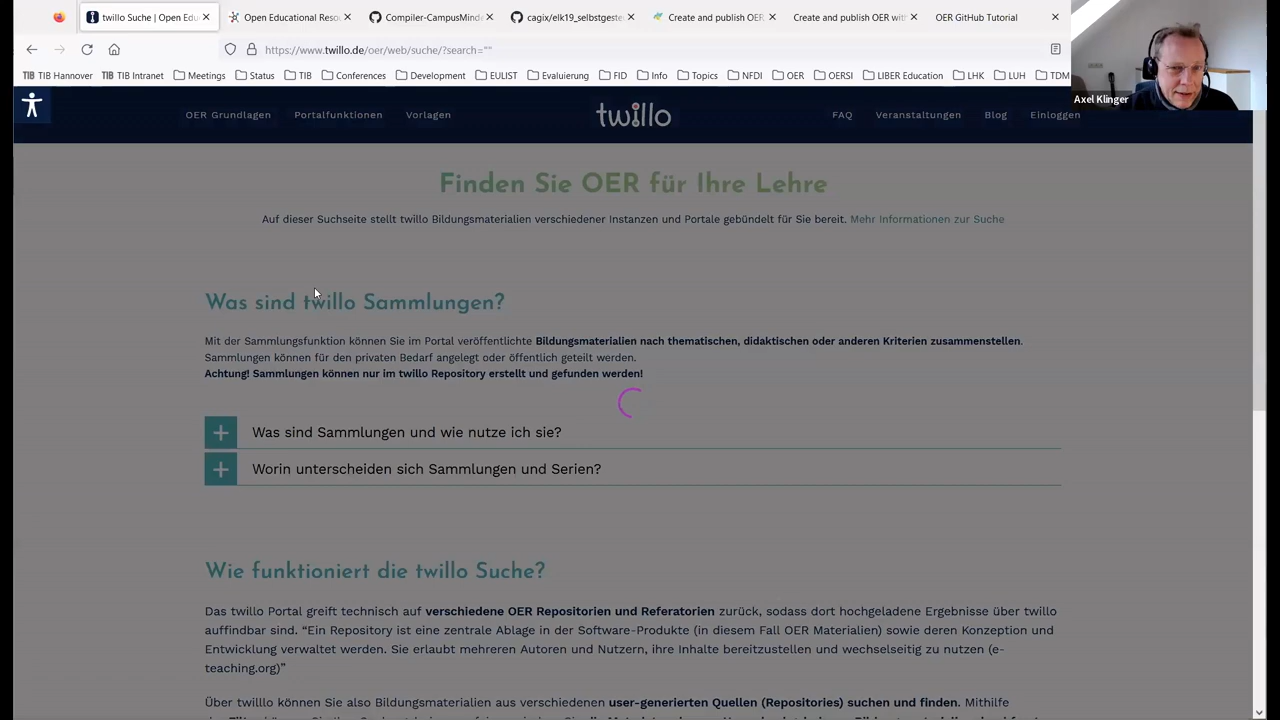 twillo Suche | Open Edu
Open Educational Reso
Compiler-CampusMinde
cagix/elk19_selbstgeste
Create and publish OER
Create and publish OER with
OER GitHub Tutorial
https://www.twillo.de/oer/web/suche/?search=""
TIB TIB Hannover
TIB TIB Intranet
Meetings
Status
TIB
Conferences
Development
EULIST
Evaluierung
FID
Info
Topics
NFDI
OER
OERSI
LIBER Education
LHK
LUH
TDM
Axel Klinger
OER Grundlagen
Portalfunktionen
Vorlagen
twillo
FAQ
Veranstaltungen
Blog
Einloggen
Finden Sie OER für Ihre Lehre
Auf dieser Suchseite stellt twillo Bildungsmaterialien verschiedener Instanzen und Portale gebündelt für Sie bereit. Mehr Informationen zur Suche
Was sind twillo Sammlungen?
Mit der Sammlungsfunktion können Sie im Portal veröffentlichte Bildungsmaterialien nach thematischen, didaktischen oder anderen Kriterien zusammenstellen.
Sammlungen können für den privaten Bedarf angelegt oder öffentlich geteilt werden.
Achtung! Sammlungen können nur im twillo Repository erstellt und gefunden werden!
Was sind Sammlungen und wie nutze ich sie?
Worin unterscheiden sich Sammlungen und Serien?
Wie funktioniert die twillo Suche?
Das twillo Portal greift technisch auf verschiedene OER Repositorien und Referatorien zurück, sodass dort hochgeladene Ergebnisse über twillo
auffindbar sind. “Ein Repository ist eine zentrale Ablage in der Software-Produkte (in diesem Fall OER Materialien) sowie deren Konzeption und
Entwicklung verwaltet werden. Sie erlaubt mehreren Autoren und Nutzern, ihre Inhalte bereitzustellen und wechselseitig zu nutzen (e-
teaching.org)”
Über twilllo können Sie also Bildungsmaterialien aus verschiedenen user-generierten Quellen (Repositories) suchen und finden. Mithilfe